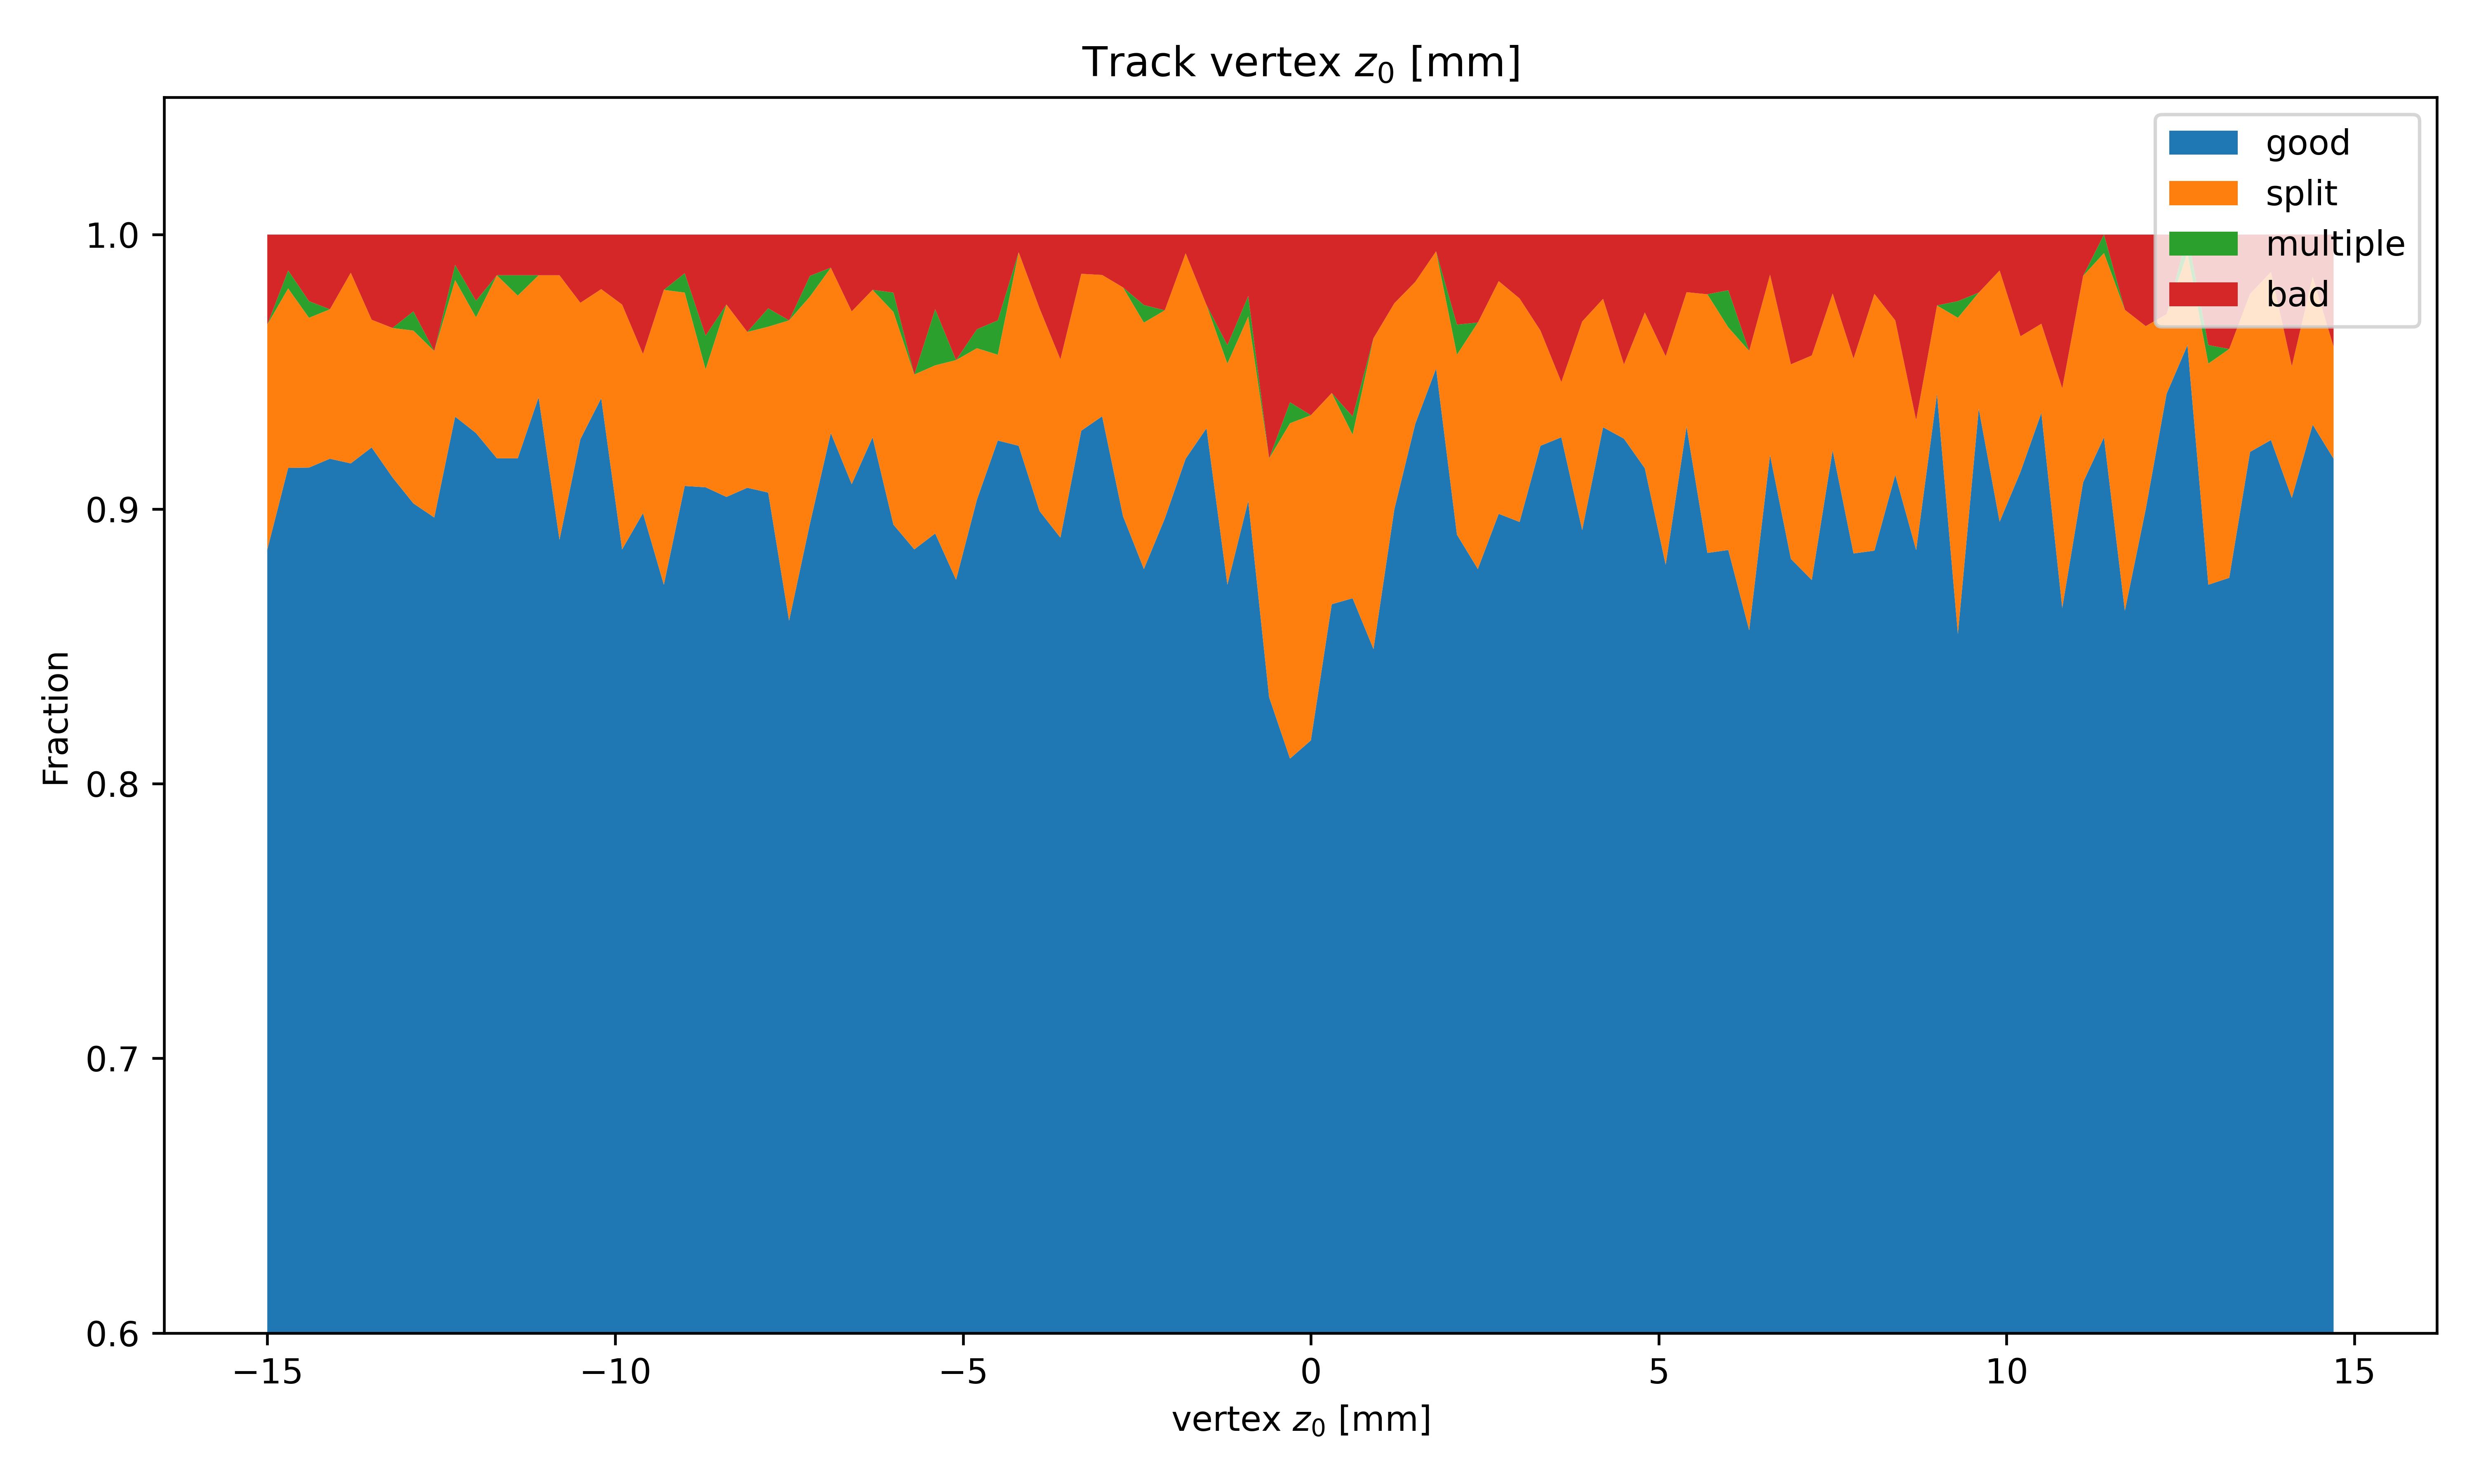 Track vertex z₀ [mm]
good
split
multiple
bad
1.0
0.9
0.8
0.7
0.6
Fraction
−15 −10 −5 0 5 10 15
vertex z₀ [mm]